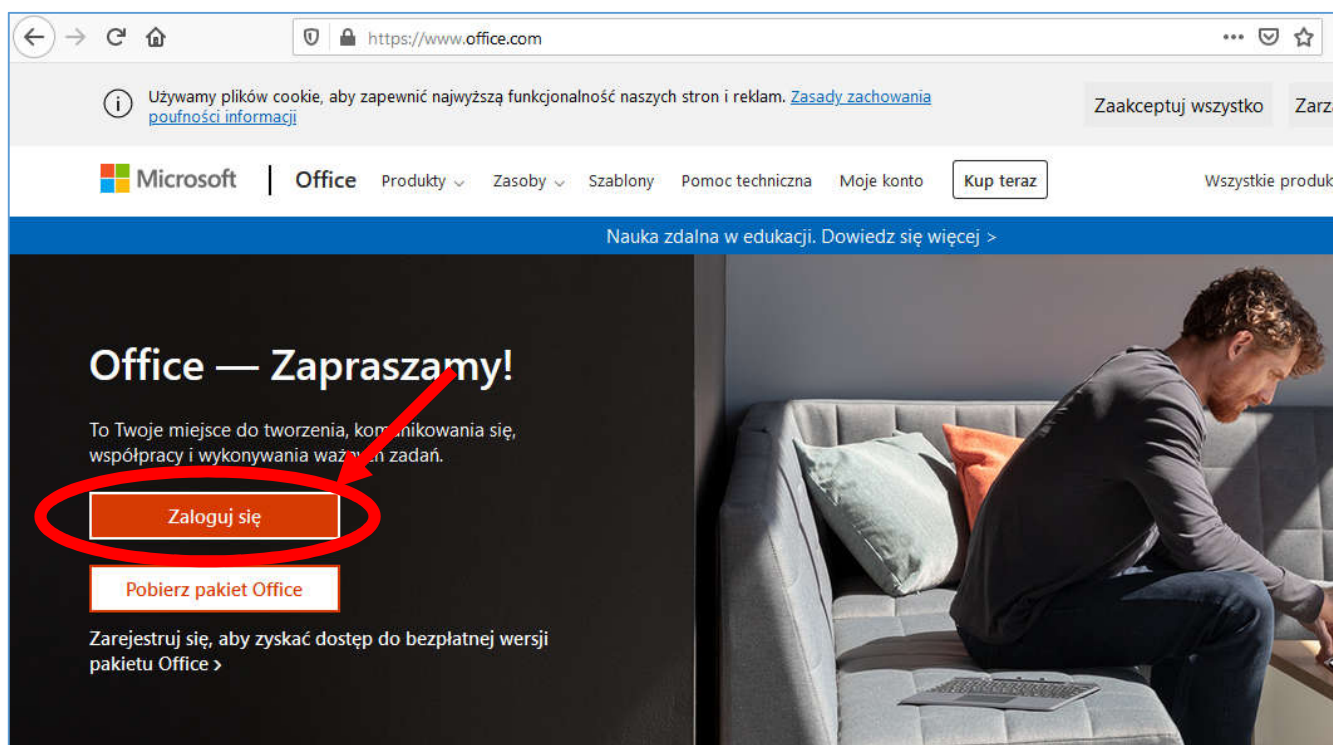 https://www.office.com
Używamy plików cookie, aby zapewnić najwyższą funkcjonalność naszych stron i reklam. Zasady zachowania
poufności informacji
Zaakceptuj wszystko
Microsoft
Office
Produkty
Zasoby
Szablony
Pomoc techniczna
Moje konto
Kup teraz
Wszystkie
Nauka zdalna w edukacji. Dowiedz się więcej >
Office — Zapraszamy!
To Twoje miejsce do tworzenia, komunikowania się,
współpracy i wykonywania ważnych zadań.
Zaloguj się
Pobierz pakiet Office
Zarejestruj się, aby zyskać dostęp do bezpłatnej wersji
pakietu Office >